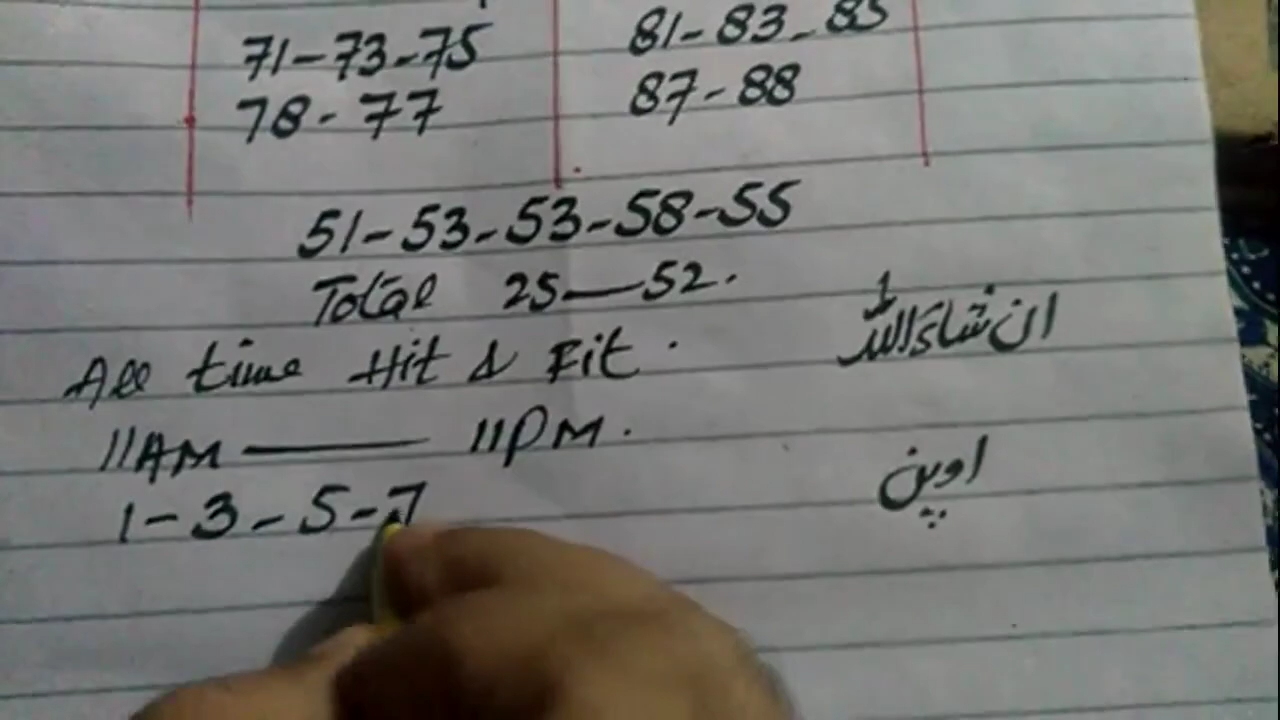 71-73-75 81-83-85
78-77 87-88
51-53-53-58-55
Total 25—52.
All time Hit & Fit.
ان شاءَ اللہ
11AM — 11PM.
اوپن
1-3-5-7